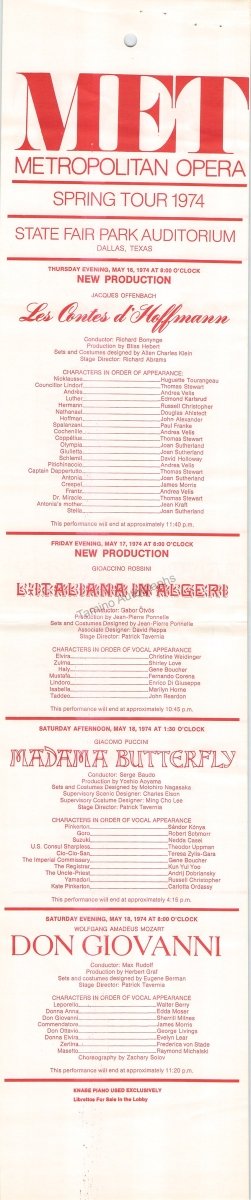 MET
METROPOLITAN OPERA
SPRING TOUR 1974
STATE FAIR PARK AUDITORIUM
DALLAS, TEXAS
THURSDAY EVENING, MAY 16, 1974 AT 8:00 O'CLOCK
NEW PRODUCTION
JACQUES OFFENBACH
Les Contes d'Hoffmann
Conductor: Richard Bonynge
Production by Bliss Hebert
Sets and Costumes designed by Allen Charles Klein
Stage Director: Richard Abrams
CHARACTERS IN ORDER OF APPEARANCE:
Nicklausse Huguette Tourangeau
Councillor Lindorf Thomas Stewart
Andrès Andrea Velis
Luther Edmond Karlsrud
Hermann Russell Christopher
Nathanael Douglas Ahlstedt
Hoffman John Alexander
Spalanzani Paul Franke
Cochenille Andrea Velis
Coppélius Thomas Stewart
Olympia Joan Sutherland
Giulietta Joan Sutherland
Schlemil David Holloway
Pitichinaccio Andrea Velis
Captain Dappertutto Thomas Stewart
Antonia Joan Sutherland
Crespel James Morris
Frantz Andrea Velis
Dr. Miracle Thomas Stewart
Antonia's mother Jean Kraft
Stella Joan Sutherland
This performance will end at approximately 11:40 p.m.
FRIDAY EVENING, MAY 17, 1974 AT 8:00 O'CLOCK
NEW PRODUCTION
GIOACCINO ROSSINI
L'ITALIANA IN ALGERI
Conductor: Gabor Ötvös
Production by Jean-Pierre Ponnelle
Sets and Costumes Designed by Jean-Pierre Ponnelle
Associate Designer: David Reppa
Stage Director: Patrick Tavernia
CHARACTERS IN ORDER OF VOCAL APPEARANCE
Elvira Christine Weidinger
Zulma Shirley Love
Haly Gene Boucher
Mustafa Fernando Corena
Lindoro Enrico Di Giuseppe
Isabella Marilyn Horne
Taddeo John Reardon
This performance will end at approximately 10:45 p.m.
SATURDAY AFTERNOON, MAY 18, 1974 AT 1:30 O'CLOCK
GIACOMO PUCCINI
MADAMA BUTTERFLY
Conductor: Serge Baudo
Production by Yoshio Aoyama
Sets and Costumes Designed by Motohiro Nagasaka
Supervisory Scenic Designer: Charles Elson
Supervisory Costume Designer: Ming Cho Lee
Stage Director: Patrick Tavernia
CHARACTERS IN ORDER OF VOCAL APPEARANCE:
Pinkerton Sándor Kónya
Goro Robert Schmorr
Suzuki Nedda Casei
U.S. Consul Sharpless Theodor Uppman
Cio-Cio-San Teresa Zylis-Gara
The Imperial Commissary Gene Boucher
The Registrar Kun Yul Yoo
The Uncle-Priest Andrij Dobriansky
Yamadori Russell Christopher
Kate Pinkerton Carlotta Ordassy
This performance will end at approximately 4:15 p.m.
SATURDAY EVENING, MAY 18, 1974 AT 8:00 O'CLOCK
WOLFGANG AMADEUS MOZART
DON GIOVANNI
Conductor: Max Rudolf
Production by Herbert Graf
Sets and costumes designed by Eugene Berman
Stage Director: Patrick Tavernia
CHARACTERS IN ORDER OF VOCAL APPEARANCE:
Leporello Walter Berry
Donna Anna Edda Moser
Don Giovanni Sherrill Milnes
Commendatore James Morris
Don Ottavio George Livings
Donna Elvira Evelyn Lear
Zerlina Frederica von Stade
Masetto Raymond Michalski
Choreography by Zachary Solov
This performance will end at approximately 11:20 p.m.
KNABE PIANO USED EXCLUSIVELY
Librettos For Sale in the Lobby
Tamino Autographs